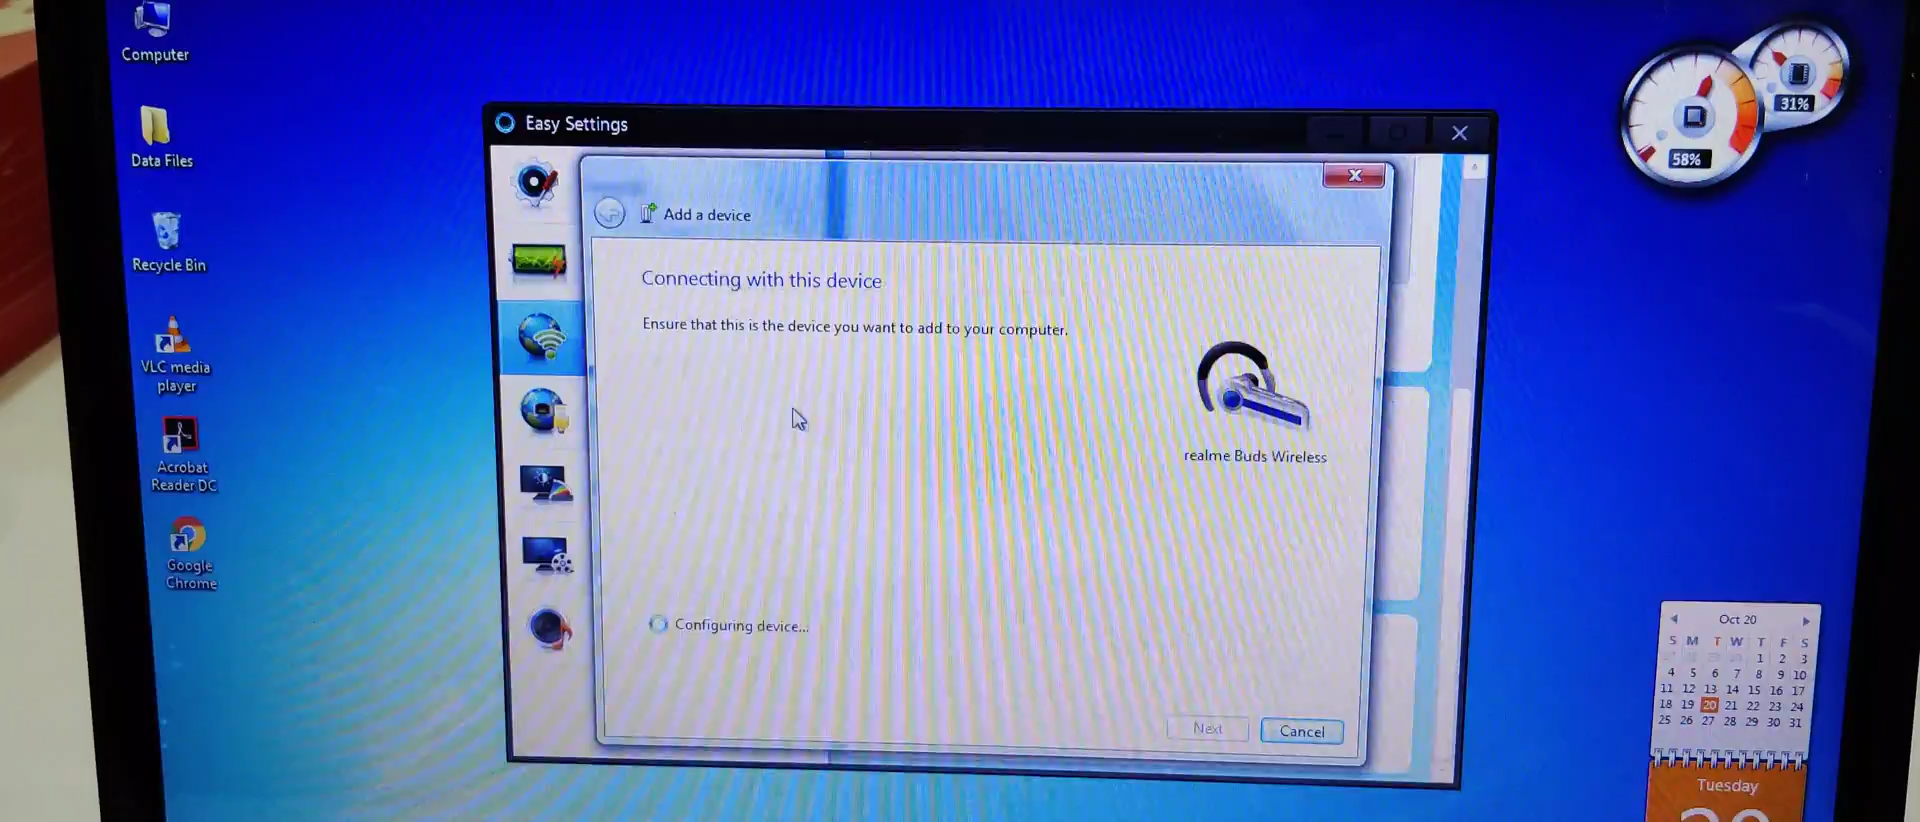 Computer
Data Files
Recycle Bin
VLC media
player
Acrobat
Reader DC
Google
Chrome
Easy Settings
Add a device
Connecting with this device
Ensure that this is the device you want to add to your computer.
realme Buds Wireless
Configuring device...
Next
Cancel
31%
58%
Oct 20
S M T W T F S
1 2 3
4 5 6 7 8 9 10
11 12 13 14 15 16 17
18 19 20 21 22 23 24
25 26 27 28 29 30 31
Tuesday